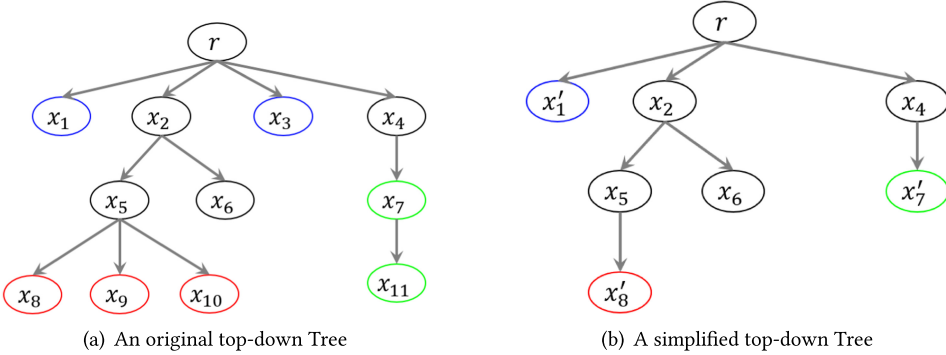 r
r
x₁ x₂ x₃ x₄
x′₁ x₂ x₄
x₅ x₆ x₇
x₅ x₆ x′₇
x₈ x₉ x₁₀ x₁₁
x′₈
(a) An original top-down Tree
(b) A simplified top-down Tree